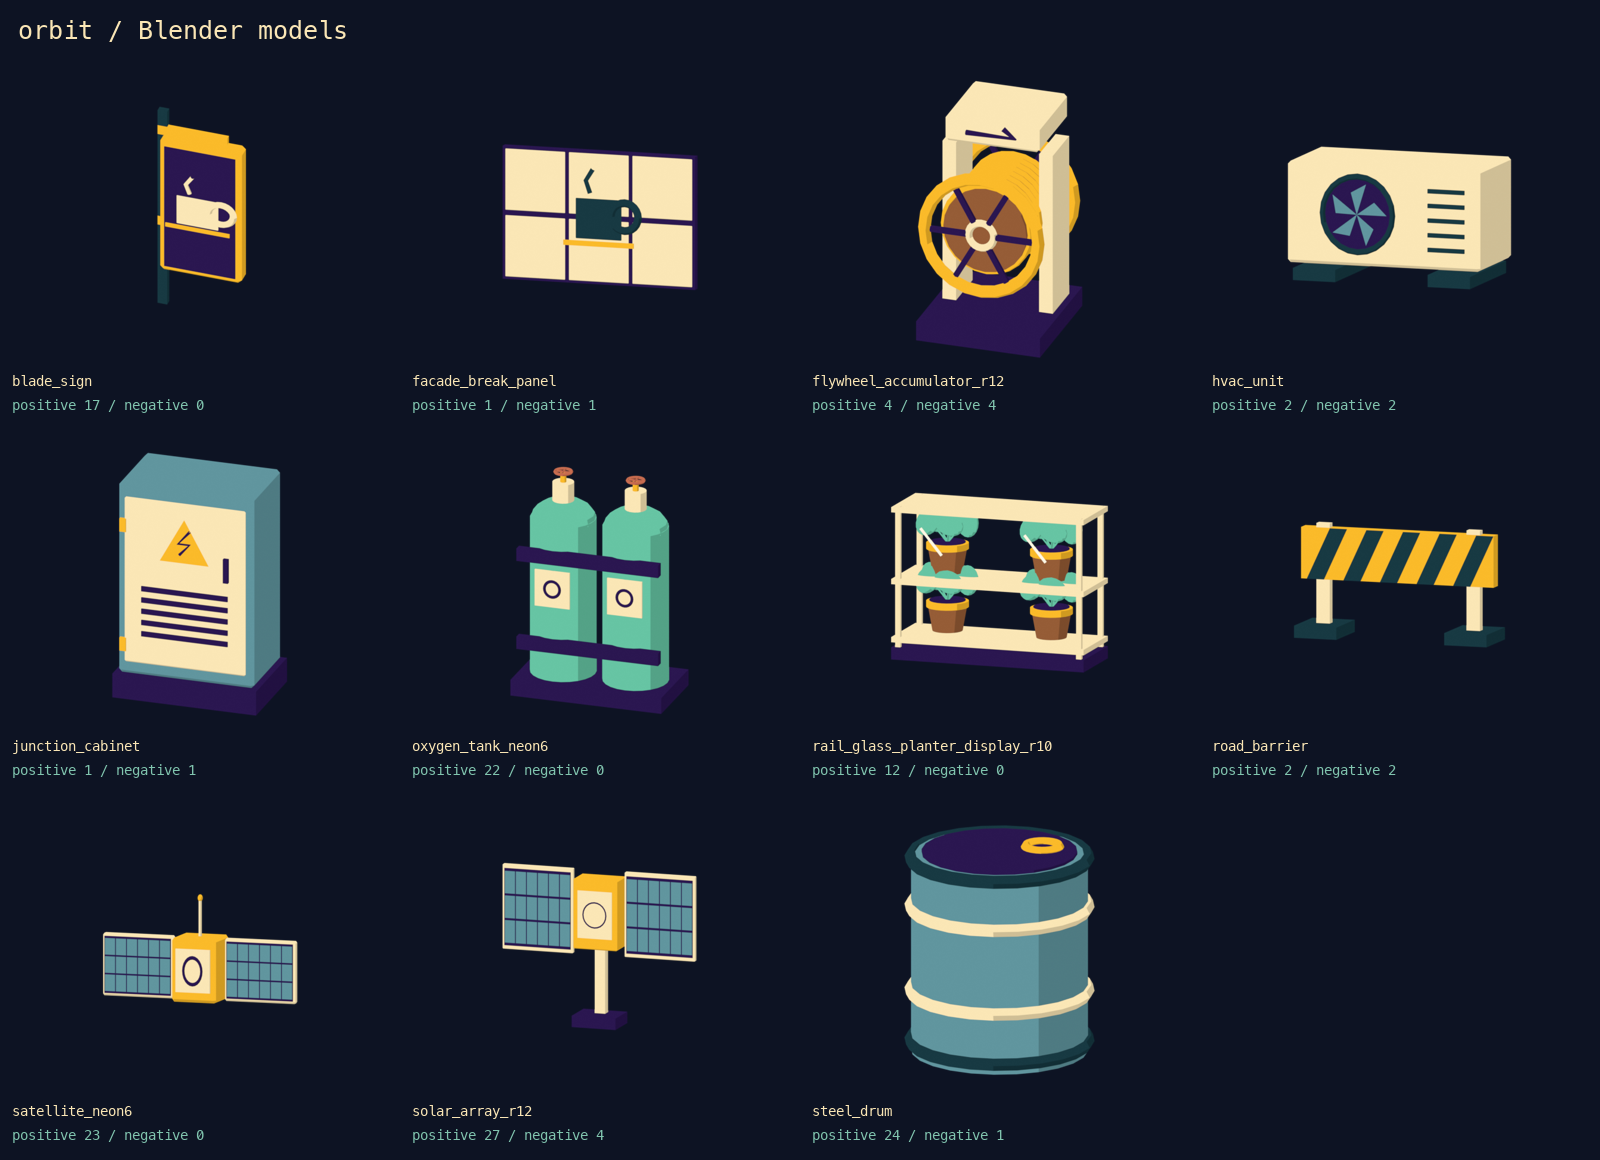 orbit / Blender models
blade_sign
positive 17 / negative 0
facade_break_panel
positive 1 / negative 1
flywheel_accumulator_r12
positive 4 / negative 4
hvac_unit
positive 2 / negative 2
junction_cabinet
positive 1 / negative 1
oxygen_tank_neon6
positive 22 / negative 0
rail_glass_planter_display_r10
positive 12 / negative 0
road_barrier
positive 2 / negative 2
satellite_neon6
positive 23 / negative 0
solar_array_r12
positive 27 / negative 4
steel_drum
positive 24 / negative 1